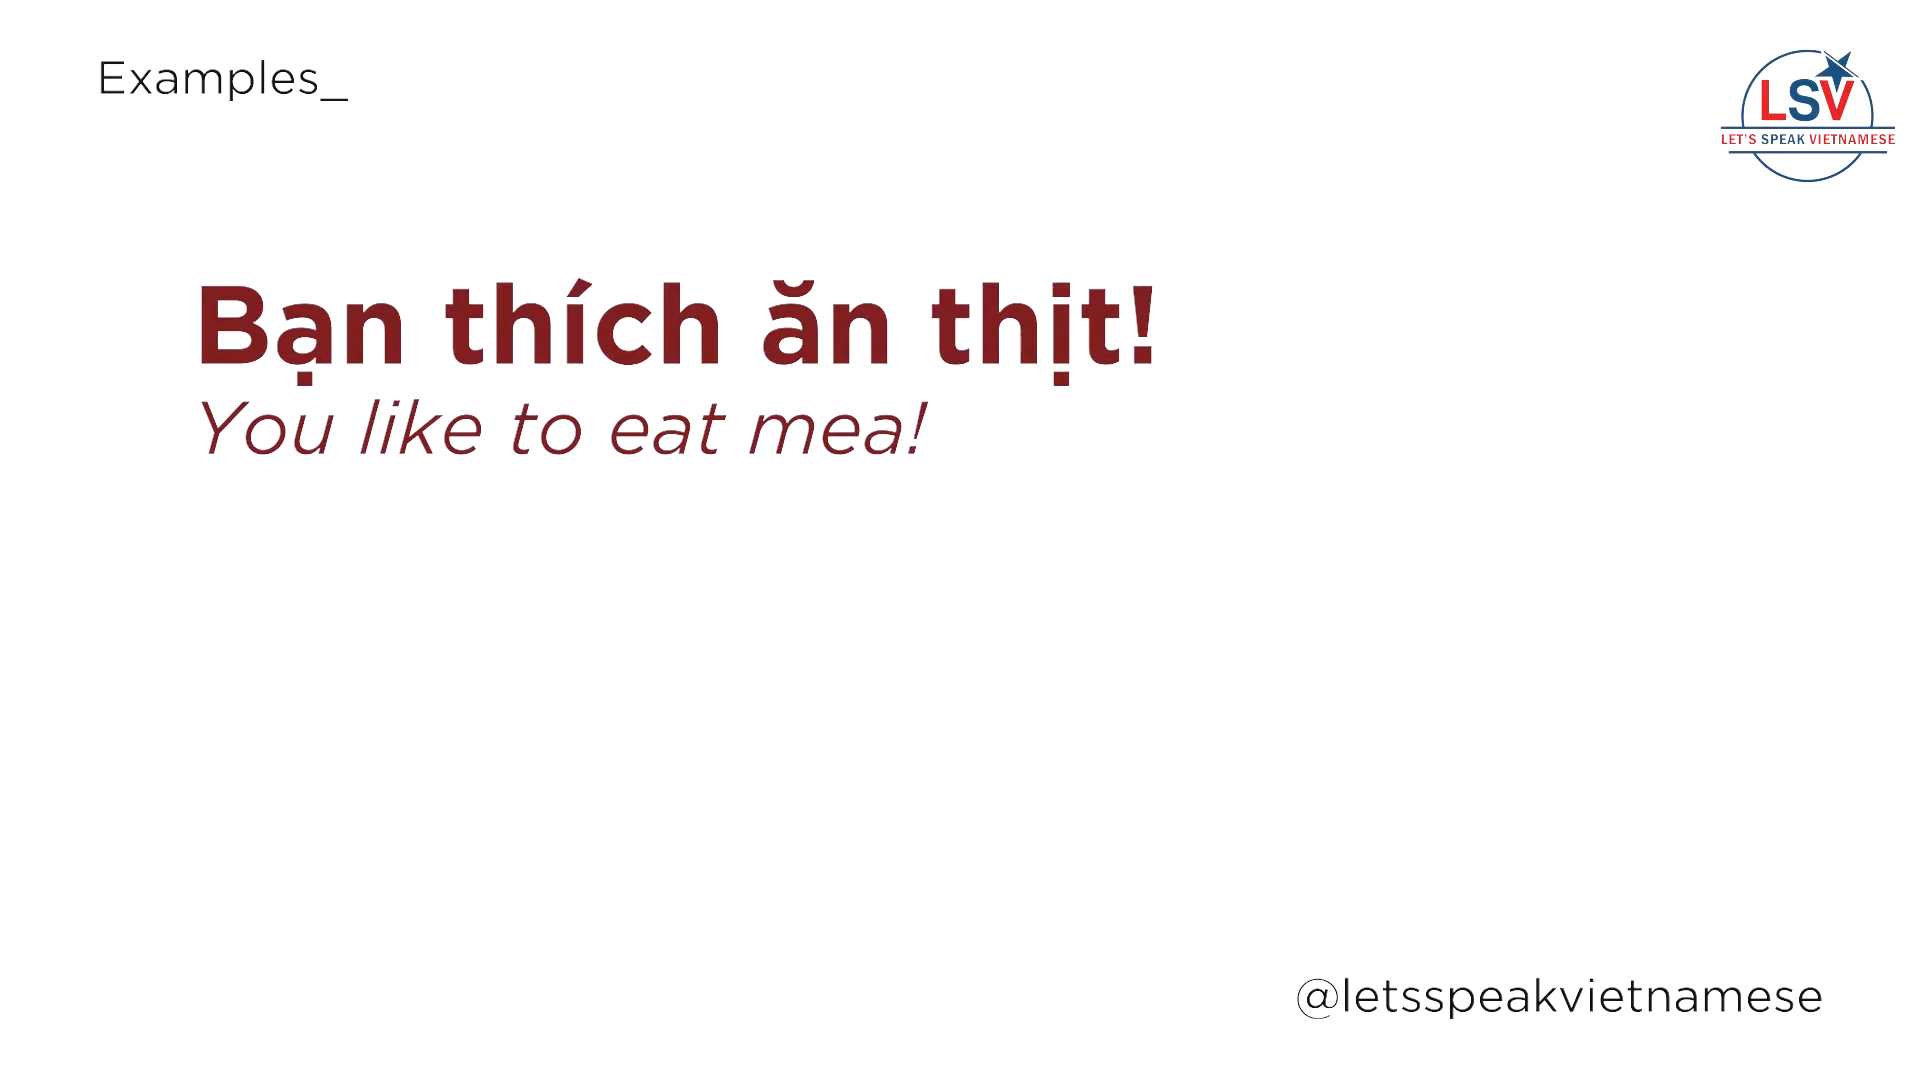 Examples_
LSV
LET'S SPEAK VIETNAMESE
Bạn thích ăn thịt!
You like to eat mea!
@letsspeakvietnamese